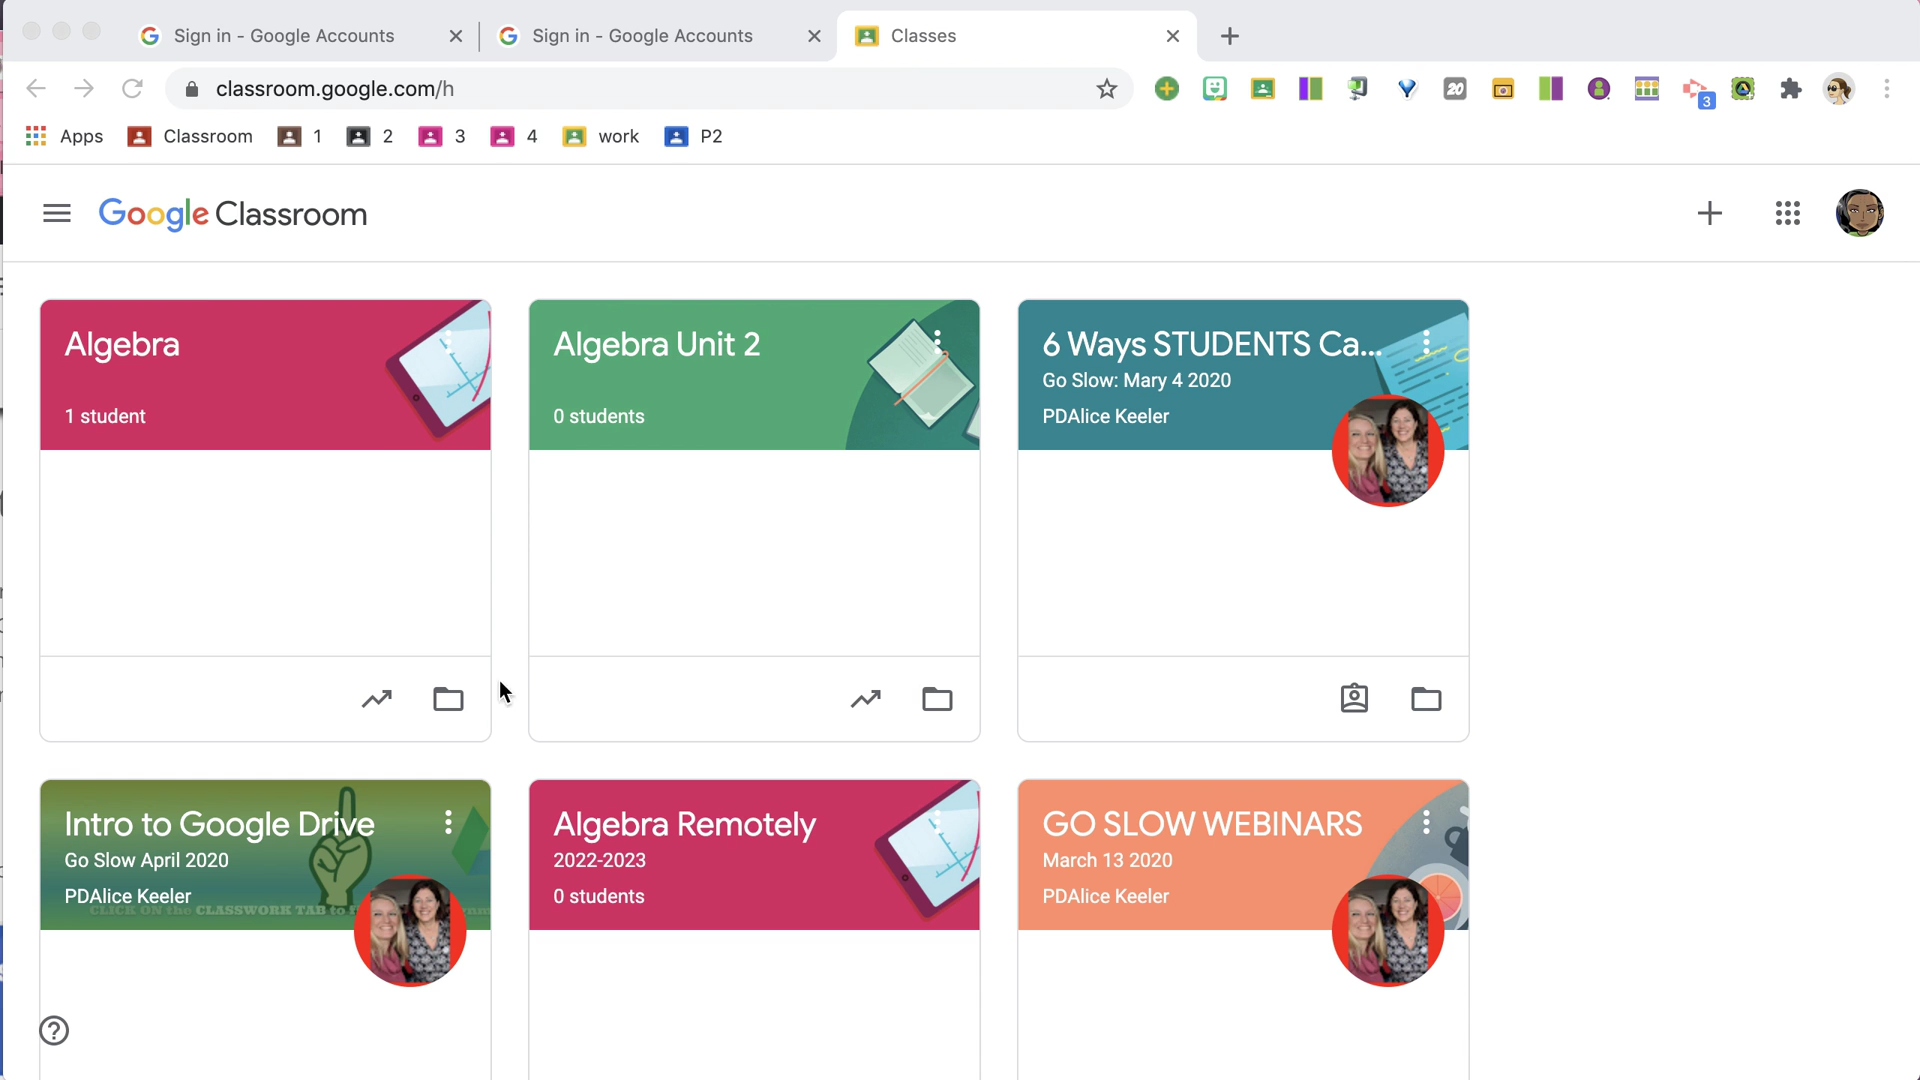 Sign in - Google Accounts
Sign in - Google Accounts
Classes
classroom.google.com/h
20
3
Apps
Classroom
1
2
3
4
work
P2
Google Classroom
Algebra
1 student
Algebra Unit 2
0 students
6 Ways STUDENTS Ca...
Go Slow: Mary 4 2020
PDAlice Keeler
Intro to Google Drive
Go Slow April 2020
PDAlice Keeler
CLICK ON the CLASSWORK TAB to
Algebra Remotely
2022-2023
0 students
GO SLOW WEBINARS
March 13 2020
PDAlice Keeler